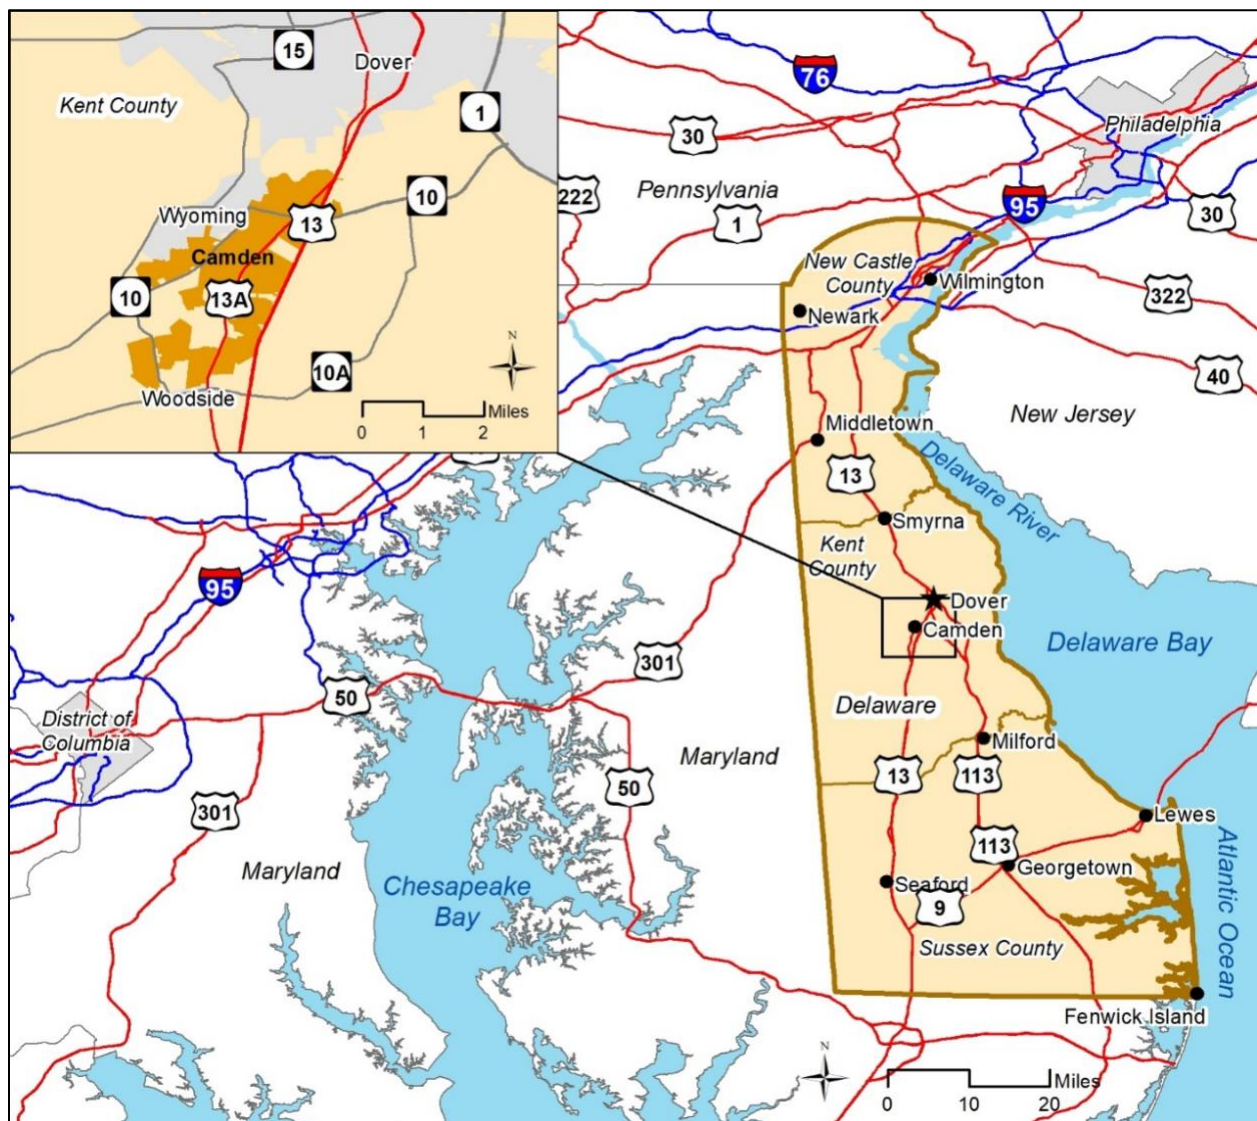 15
Dover
Kent County
1
10
Wyoming
13
Camden
10
13A
10A
N
Woodside
Miles
0 1 2
76
Philadelphia
30
Pennsylvania
222
1
95
30
New Castle
County
Wilmington
322
Newark
40
New Jersey
Middletown
13
Delaware River
Smyrna
Kent
County
95
Dover
Camden
Delaware Bay
301
50
District of
Columbia
Delaware
Milford
Maryland
13
113
50
301
Lewes
113
Georgetown
Maryland
Chesapeake
Bay
Seaford
9
Sussex County
Atlantic Ocean
Fenwick Island
N
Miles
0 10 20